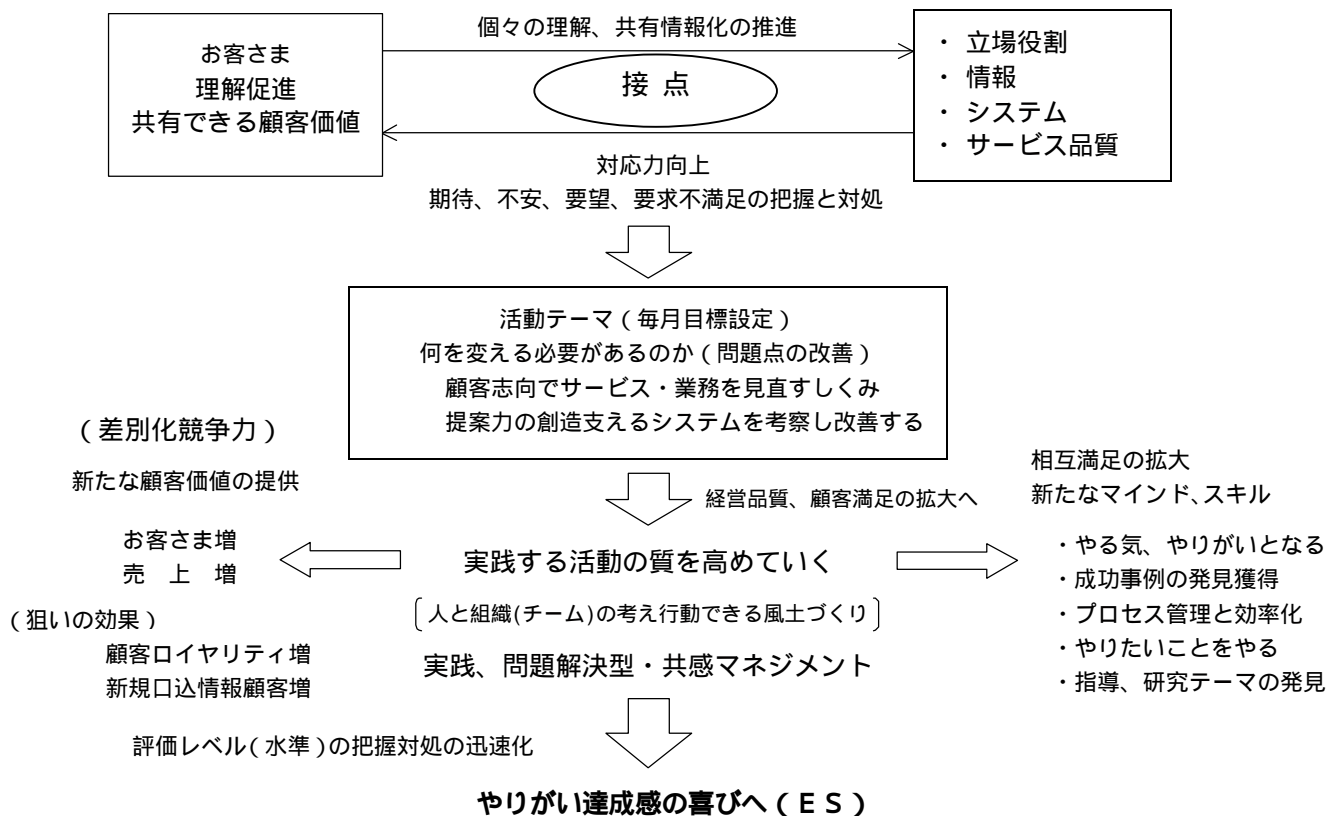 個々の理解、共有情報化の推進
お客さま
理解促進
共有できる顧客価値
接 点
・ 立場役割
・ 情報
・ システム
・ サービス品質
対応力向上
期待、不安、要望、要求不満足の把握と対処
活動テーマ(毎月目標設定)
何を変える必要があるのか(問題点の改善)
顧客志向でサービス・業務を見直すしくみ
提案力の創造支えるシステムを考察し改善する
(差別化競争力)
新たな顧客価値の提供
経営品質、顧客満足の拡大へ
相互満足の拡大
新たなマインド、スキル
お客さま増
売 上 増
実践する活動の質を高めていく
・やる気、やりがいとなる
・成功事例の発見獲得
・プロセス管理と効率化
・やりたいことをやる
・指導、研究テーマの発見
(狙いの効果)
顧客ロイヤリティ増
新規口込情報顧客増
〔人と組織(チーム)の考え行動できる風土づくり〕
実践、問題解決型・共感マネジメント
評価レベル(水準)の把握対処の迅速化
やりがい達成感の喜びへ(ES)